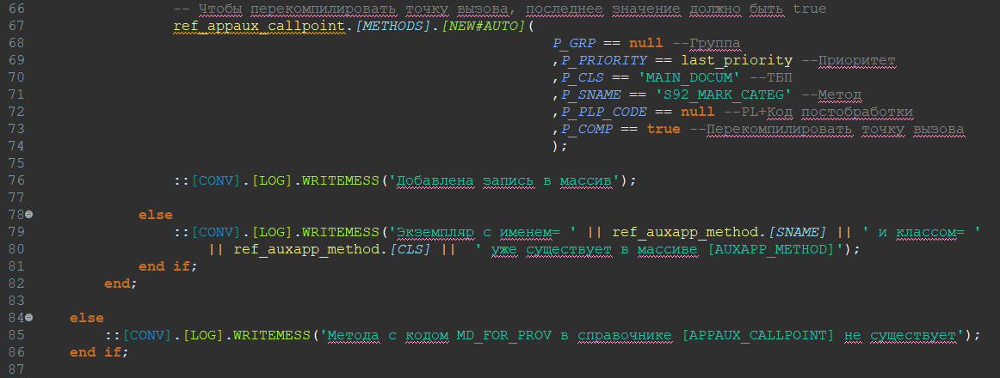 66 -- Чтобы перекомпилировать точку вызова, последнее значение должно быть true
67 ref_appaux_callpoint.[METHODS].[NEW#AUTO](
68 P_GRP == null --Группа
69 ,P_PRIORITY == last_priority --Приоритет
70 ,P_CLS == 'MAIN_DOCUM' --ТБП
71 ,P_SNAME == 'S92_MARK_CATEG' --Метод
72 ,P_PLP_CODE == null --PL+Код постобработки
73 ,P_COMP == true --Перекомпилировать точку вызова
74 );
75
76 ::[CONV].[LOG].WRITEMESS('Добавлена запись в массив');
77
78 else
79 ::[CONV].[LOG].WRITEMESS('Экземпляр с именем= ' || ref_auxapp_method.[SNAME] || ' и классом= '
80 || ref_auxapp_method.[CLS] ||  ' уже существует в массиве [AUXAPP_METHOD]');
81 end if;
82 end;
83
84 else
85 ::[CONV].[LOG].WRITEMESS('Метода с кодом MD_FOR_PROV в справочнике [APPAUX_CALLPOINT] не существует');
86 end if;
87